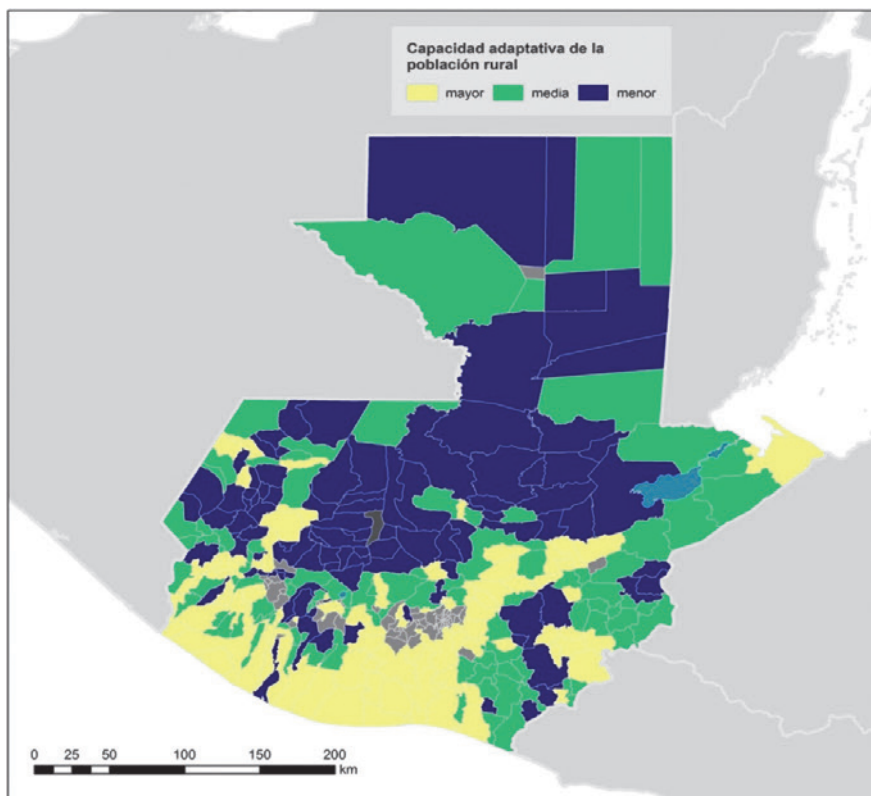 Capacidad adaptativa de la
población rural
mayor media menor
0 25 50 100 150 200
km